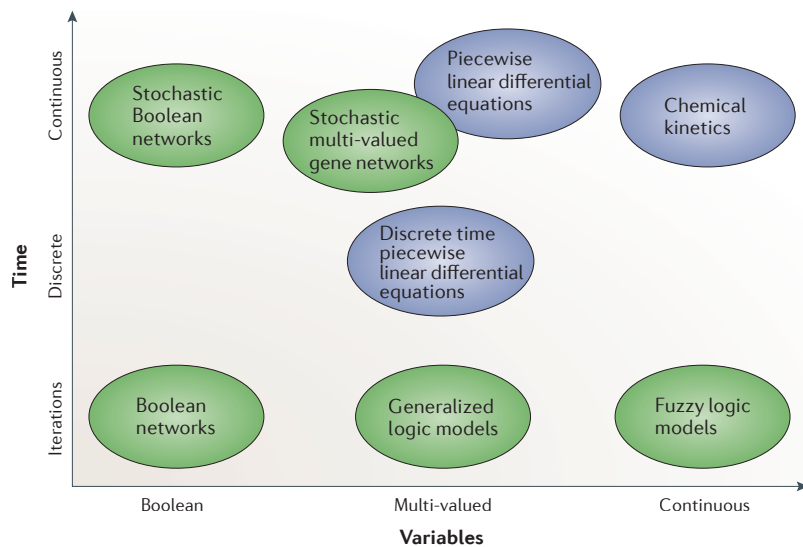 Continuous
Discrete
Iterations
Time
Stochastic
Boolean
networks
Stochastic
multi-valued
gene networks
Piecewise
linear differential
equations
Chemical
kinetics
Discrete time
piecewise
linear differential
equations
Boolean
networks
Generalized
logic models
Fuzzy logic
models
Boolean
Multi-valued
Continuous
Variables